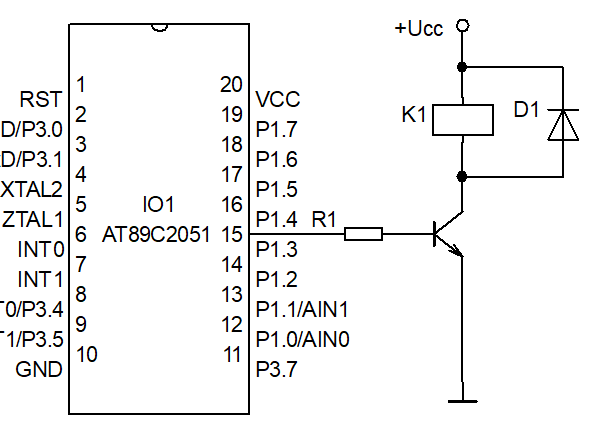 +Ucc
1 20
RST VCC
K1 D1
2 19
D/P3.0 P1.7
3 18
D/P3.1 P1.6
4 17
XTAL2 P1.5
5 IO1 16
ZTAL1 P1.4 R1
6 AT89C2051 15
INT0 P1.3
7 14
INT1 P1.2
8 13
T0/P3.4 P1.1/AIN1
9 12
T1/P3.5 P1.0/AIN0
10 11
GND P3.7